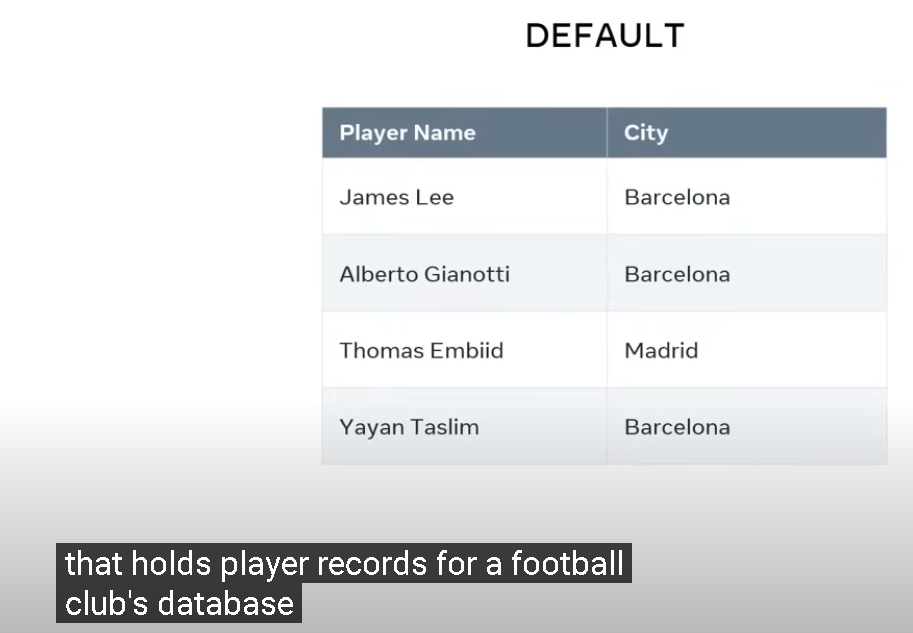 DEFAULT
Player Name City
James Lee Barcelona
Alberto Gianotti Barcelona
Thomas Embiid Madrid
Yayan Taslim Barcelona
that holds player records for a football
club's database